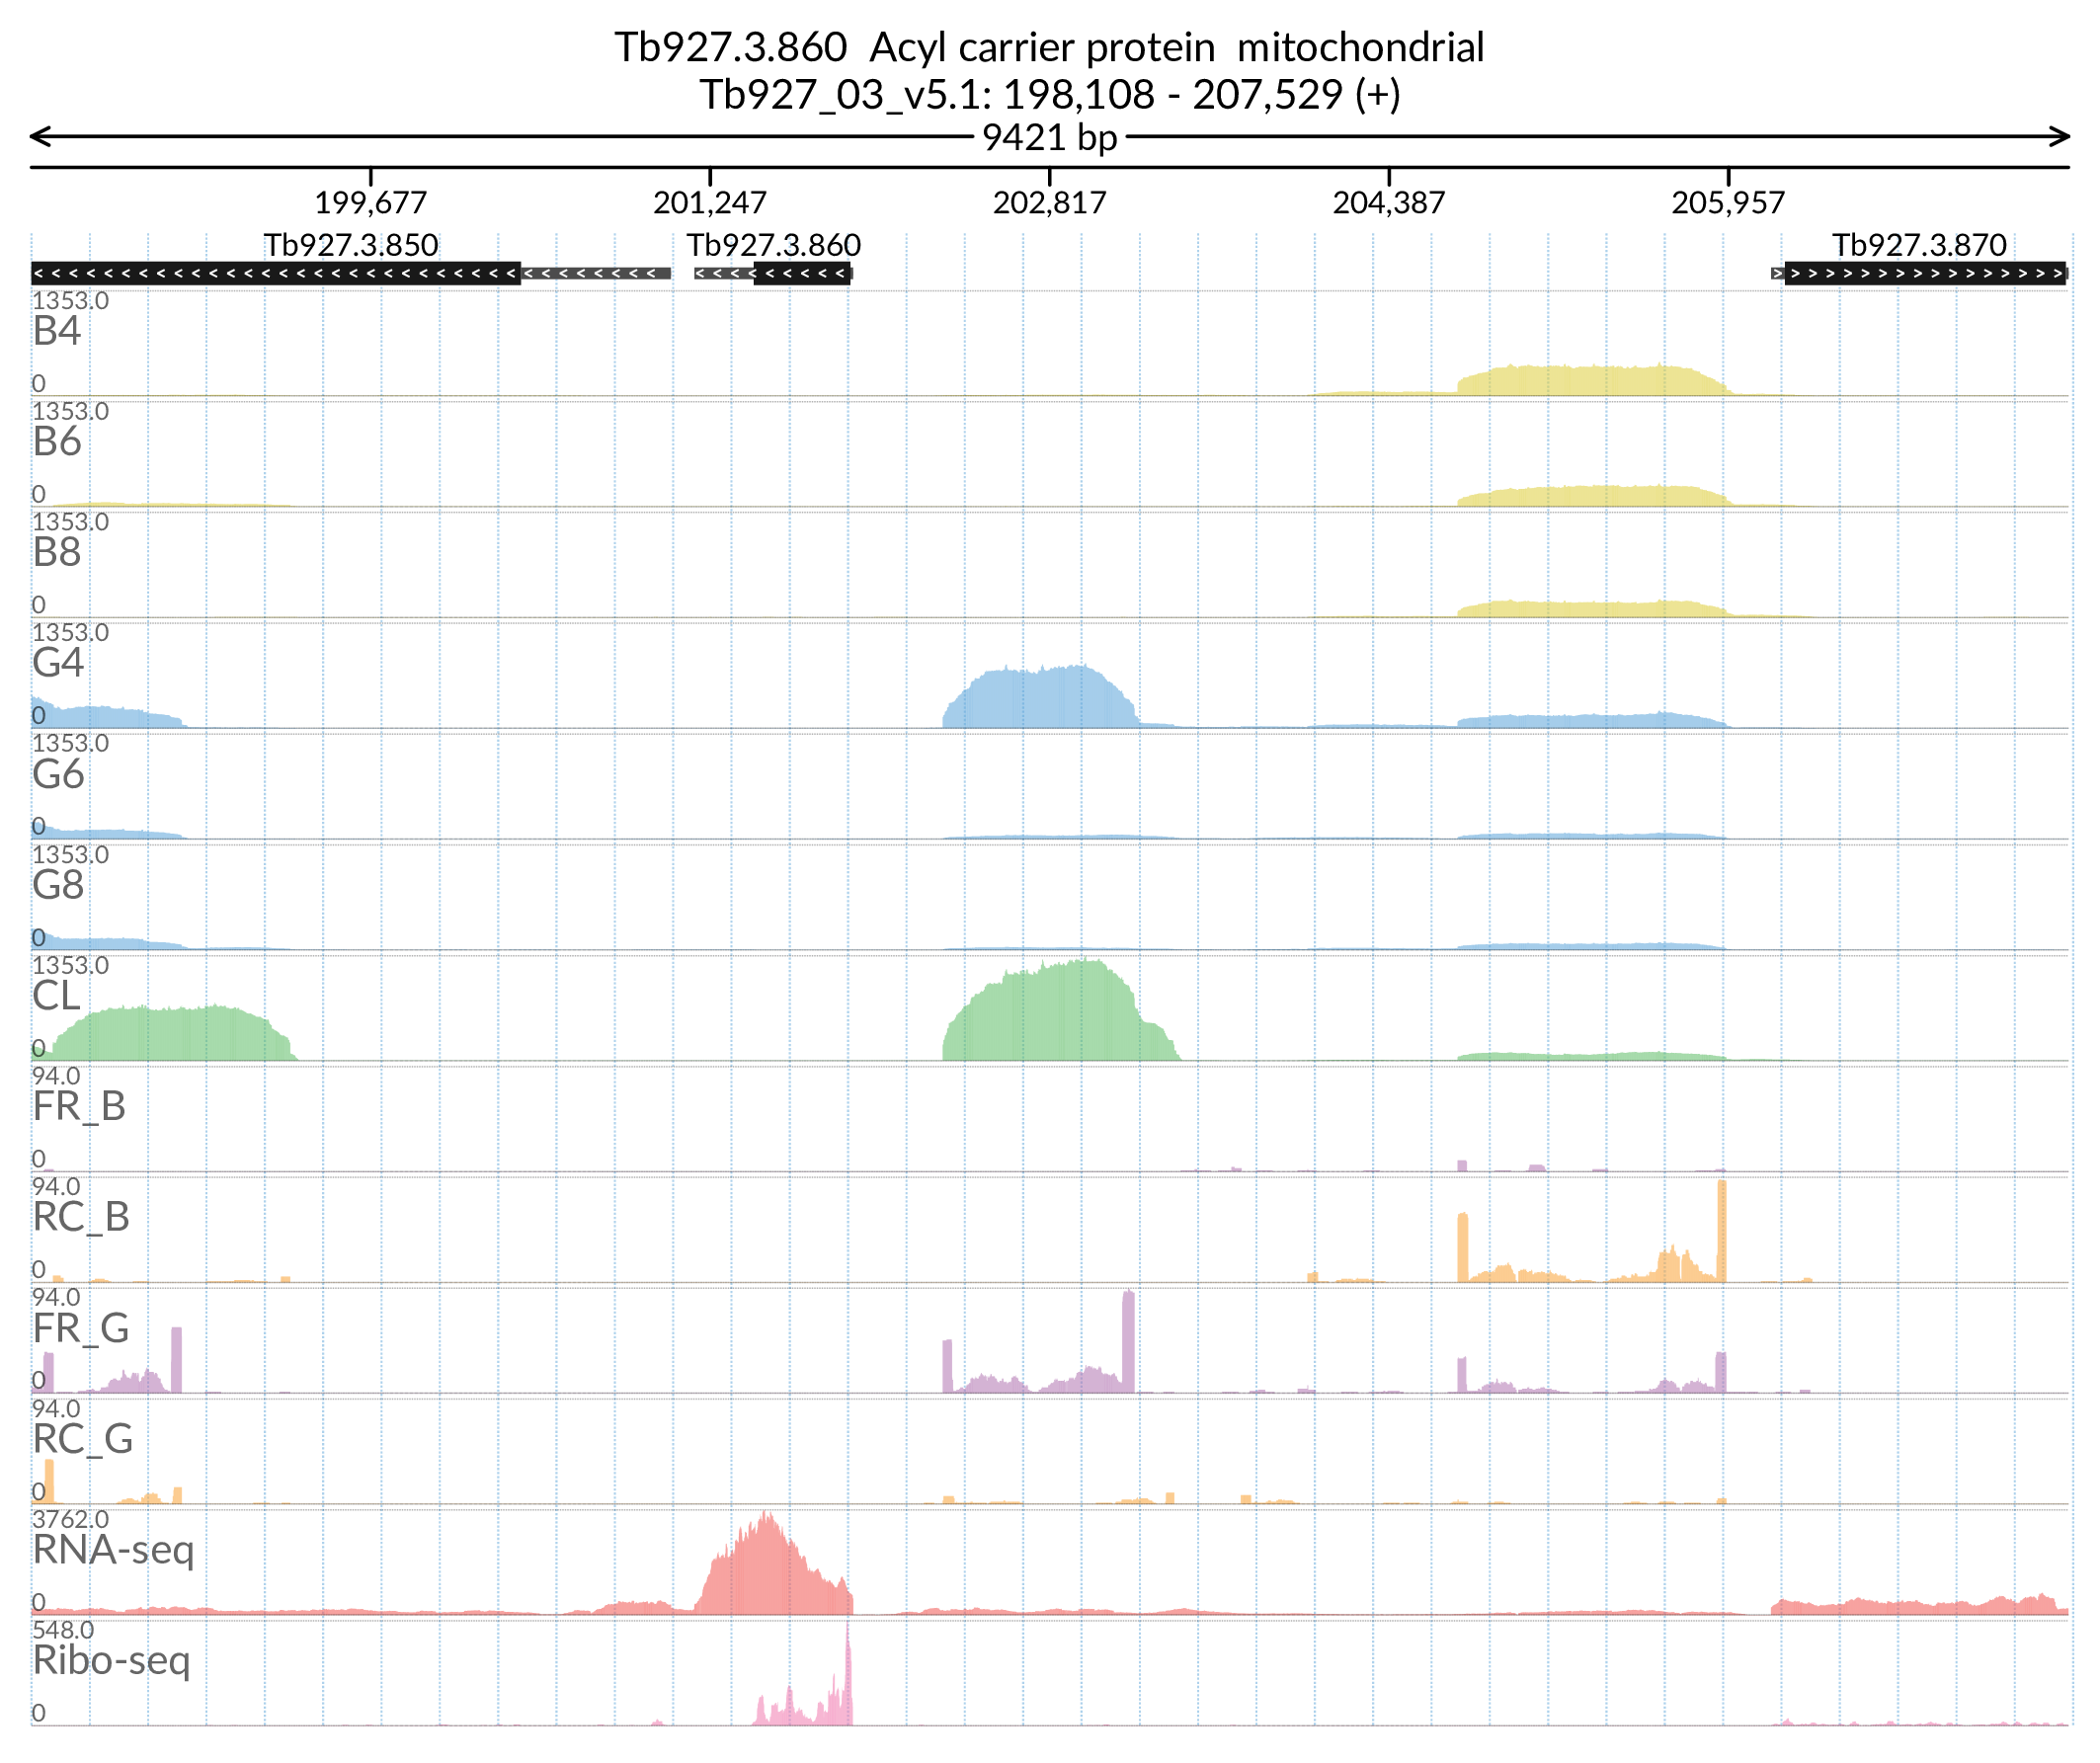 Tb927.3.860  Acyl carrier protein  mitochondrial
Tb927_03_v5.1: 198,108 - 207,529 (+)
9421 bp
199,677 201,247 202,817 204,387 205,957
Tb927.3.850 Tb927.3.860 Tb927.3.870
1353.0
B4
0
1353.0
B6
0
1353.0
B8
0
1353.0
G4
0
1353.0
G6
0
1353.0
G8
0
1353.0
CL
0
94.0
FR_B
0
94.0
RC_B
0
94.0
FR_G
0
94.0
RC_G
0
3762.0
RNA-seq
0
548.0
Ribo-seq
0